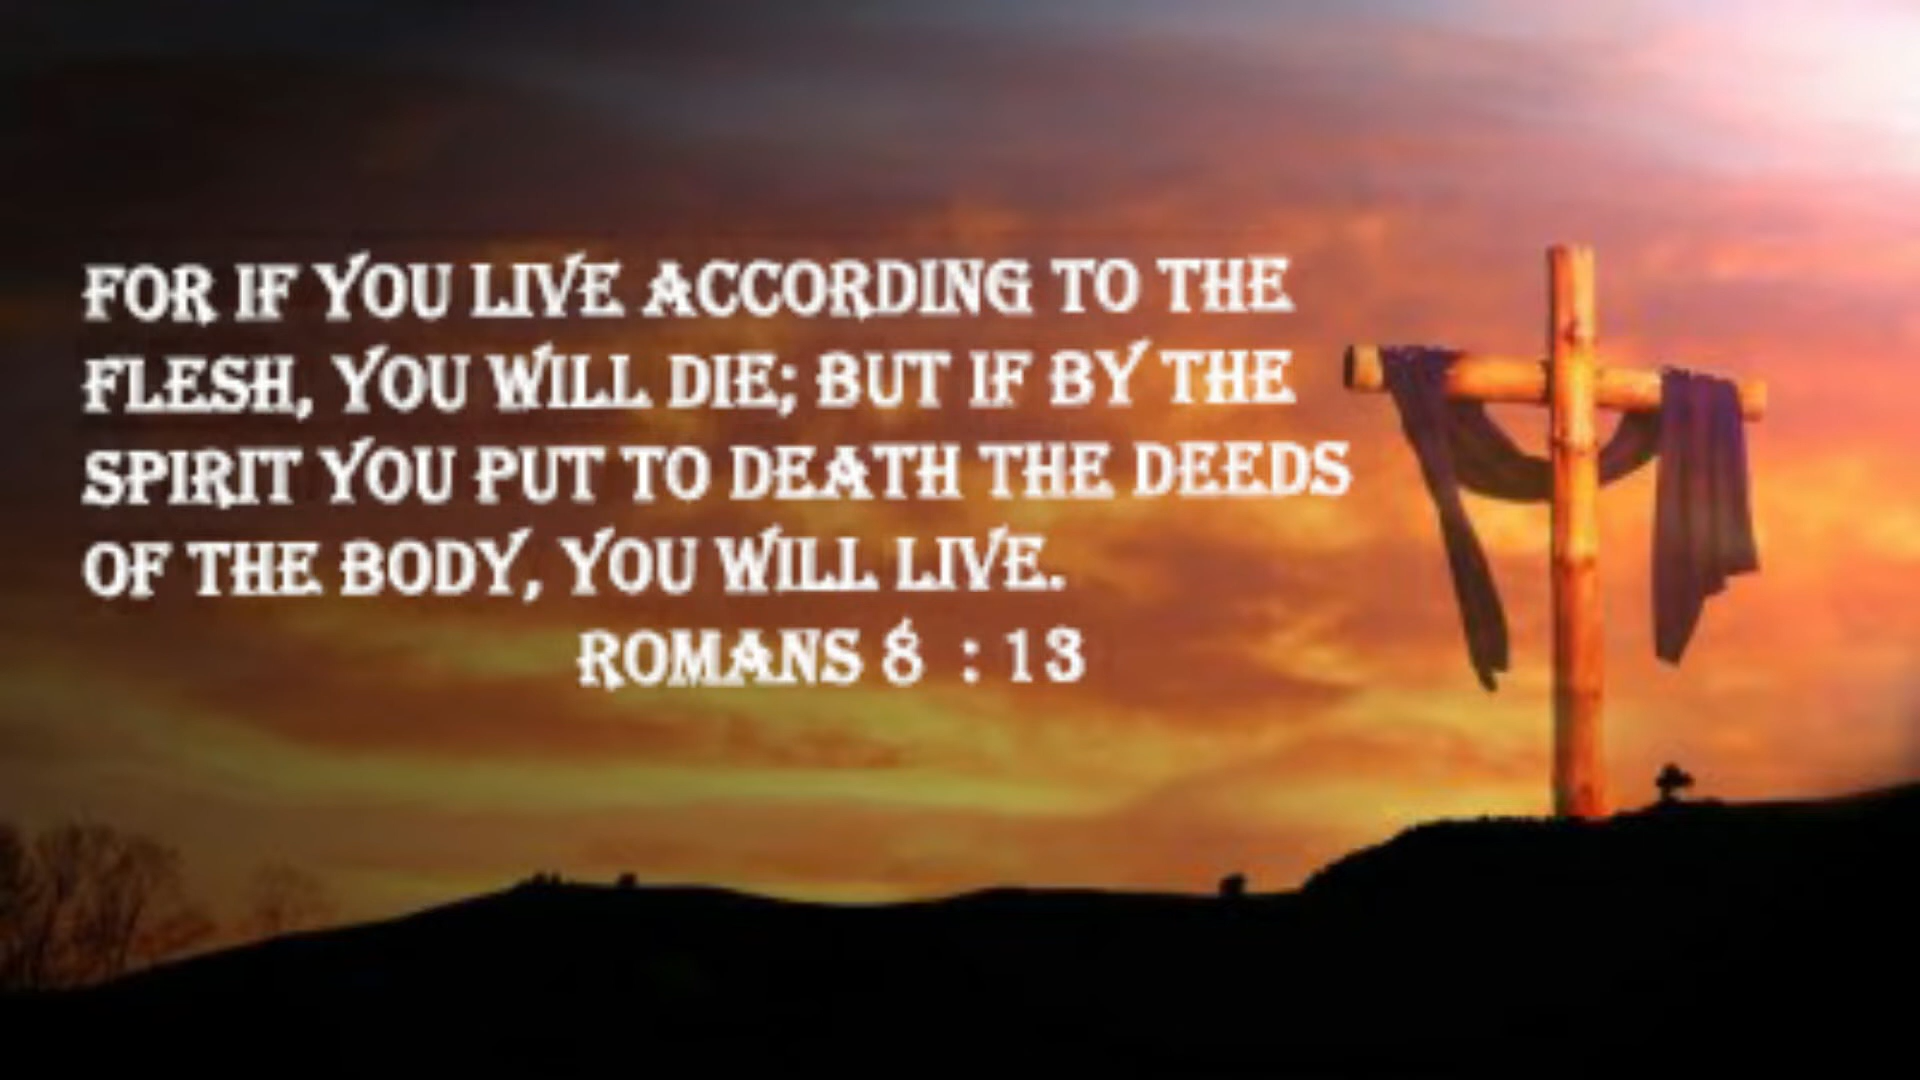 FOR IF YOU LIVE ACCORDING TO THE
FLESH, YOU WILL DIE; BUT IF BY THE
SPIRIT YOU PUT TO DEATH THE DEEDS
OF THE BODY, YOU WILL LIVE.
ROMANS 8 : 13